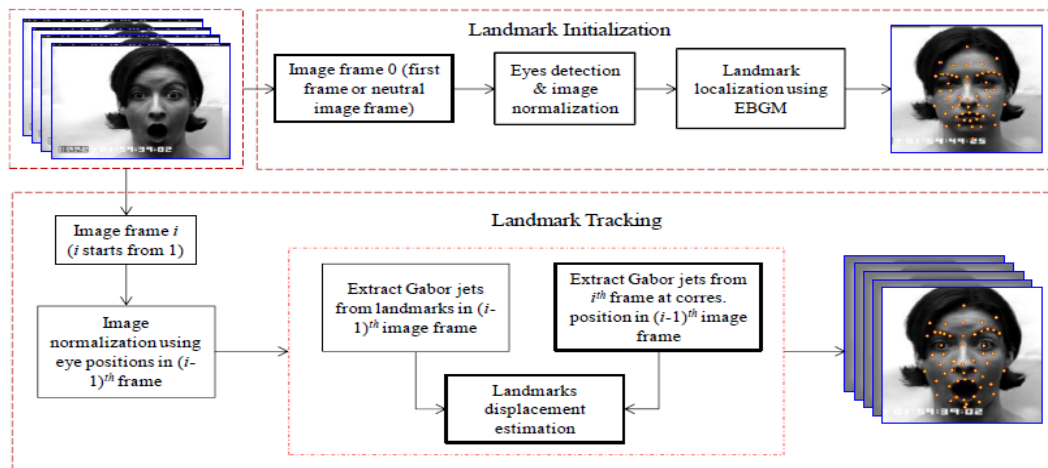 Landmark Initialization
Image frame 0 (first
frame or neutral
image frame)
Eyes detection
& image
normalization
Landmark
localization using
EBGM
Landmark Tracking
Image frame i
(i starts from 1)
Image
normalization using
eye positions in (i-
1)th frame
Extract Gabor jets
from landmarks in (i-
1)th image frame
Extract Gabor jets from
ith frame at corres.
position in (i-1)th image
frame
Landmarks
displacement
estimation